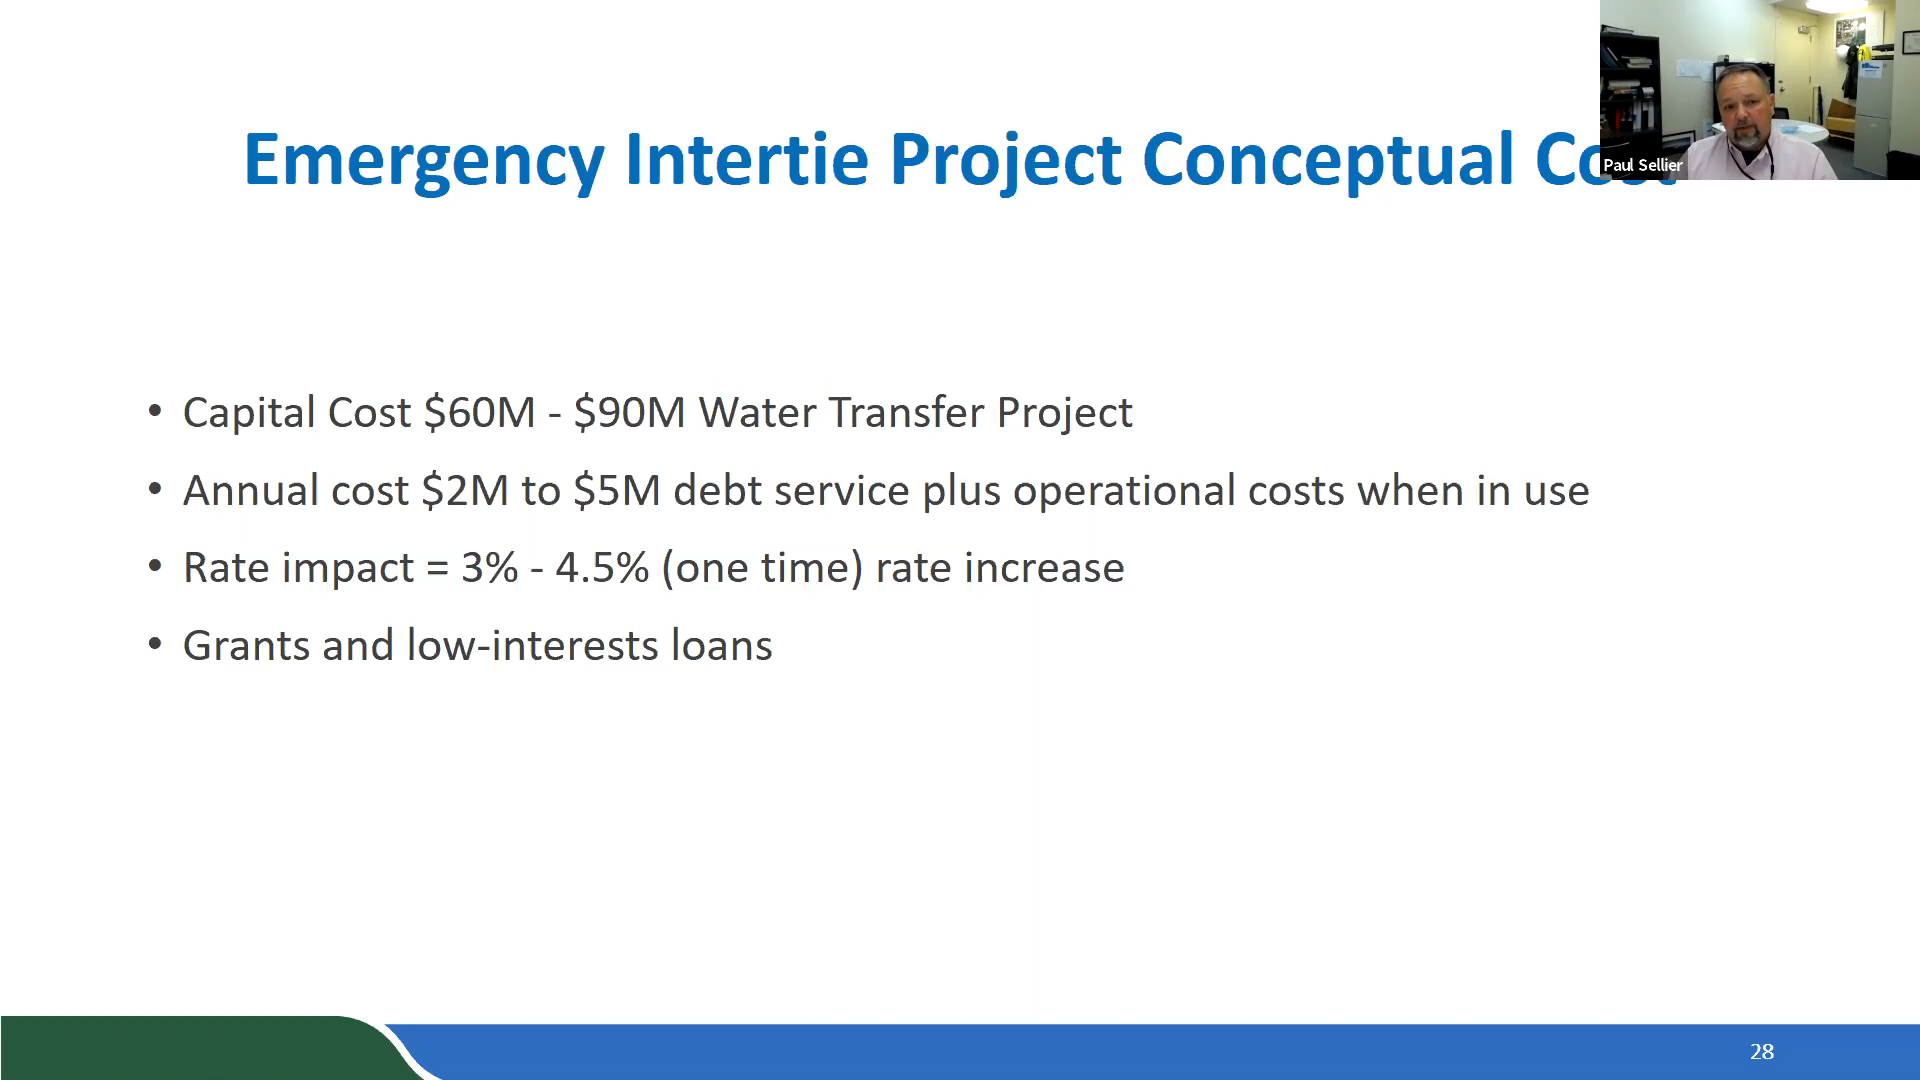 Emergency Intertie Project Conceptual Cost
Paul Sellier
• Capital Cost $60M - $90M Water Transfer Project
• Annual cost $2M to $5M debt service plus operational costs when in use
• Rate impact = 3% - 4.5% (one time) rate increase
• Grants and low-interests loans
28